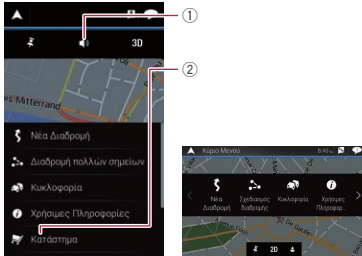 ①
3D
②
Mitterrand
Νέα Διαδρομή
Διαδρομή πολλών σημείων
Κυκλοφορία
Χρήσιμες Πληροφορίες
Κατάστημα
Κύριο Μενού
Νέα Διαδρομή
Σχεδιασμός διαδρομής
Κυκλοφορία
Χρήσιμες Πληροφορ...
2D